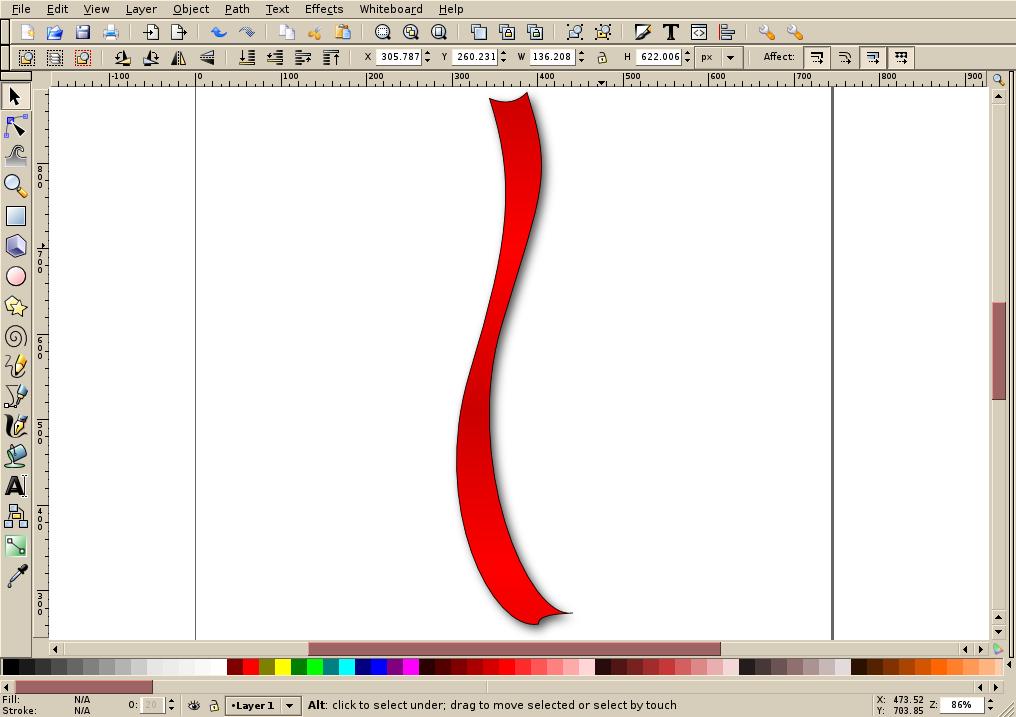 File Edit View Layer Object Path Text Effects Whiteboard Help
X 305.787 Y 260.231 W 136.208 H 622.006 px Affect:
-100 0 100 200 300 400 500 600 700 800 900
800
700
600
500
400
300
Fill: N/A O: 20 •Layer 1 Alt: click to select under; drag to move selected or select by touch X: 473.52 Z: 86%
Stroke: N/A Y: 703.85